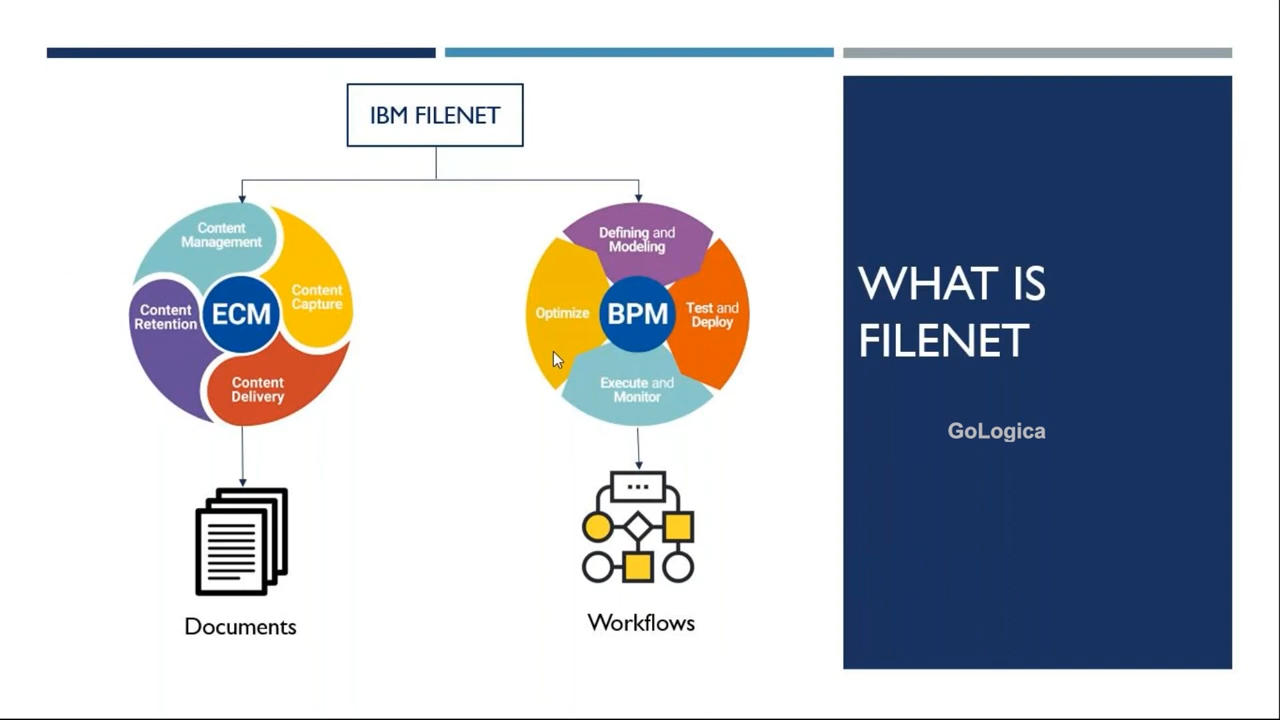 IBM FILENET
Content
Management
Content
Capture
Content
Retention
ECM
Content
Delivery
Documents
Defining and
Modeling
Test and
Deploy
Optimize
BPM
Execute and
Monitor
Workflows
WHAT IS
FILENET
GoLogica